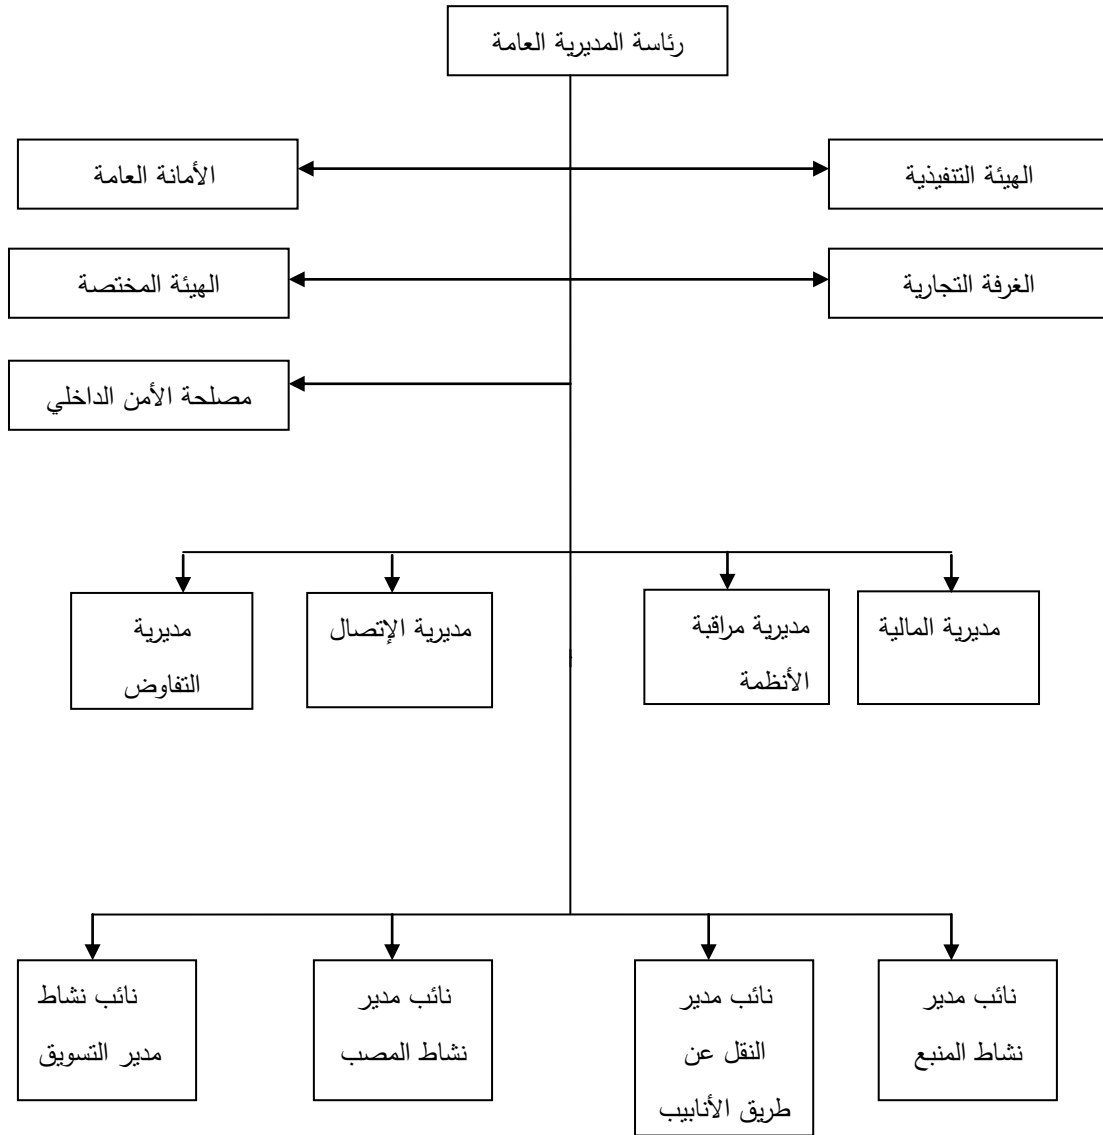 رئاسة المديرية العامة
الهيئة التنفيذية
الأمانة العامة
الغرفة التجارية
الهيئة المختصة
مصلحة الأمن الداخلي
مديرية المالية
مديرية مراقبة
الأنظمة
مديرية الإتصال
مديرية
التفاوض
نائب مدير
نشاط المنبع
نائب مدير
النقل عن
طريق الأنابيب
نائب مدير
نشاط المصب
نائب نشاط
مدير التسويق